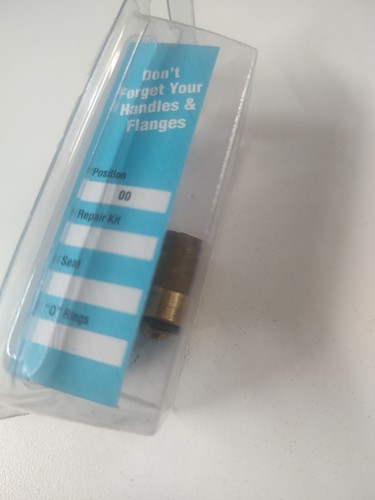 Don't
Forget Your
Handles &
Flanges
Position
00
Repair Kit
Seat
"O" Rings